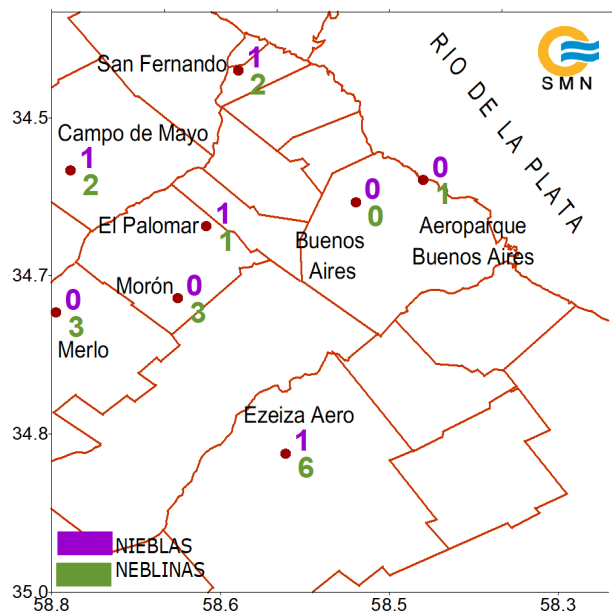 RIO DE LA PLATA
SMN
San Fernando
1
2
34.5
Campo de Mayo
1
2
0
0
0
1
El Palomar
1
1
Buenos
Aires
Aeroparque
Buenos Aires
34.7
Morón
0
3
0
3
Merlo
Ezeiza Aero
1
6
34.8
NIEBLAS
NEBLINAS
35.0
58.8
58.6
58.5
58.3